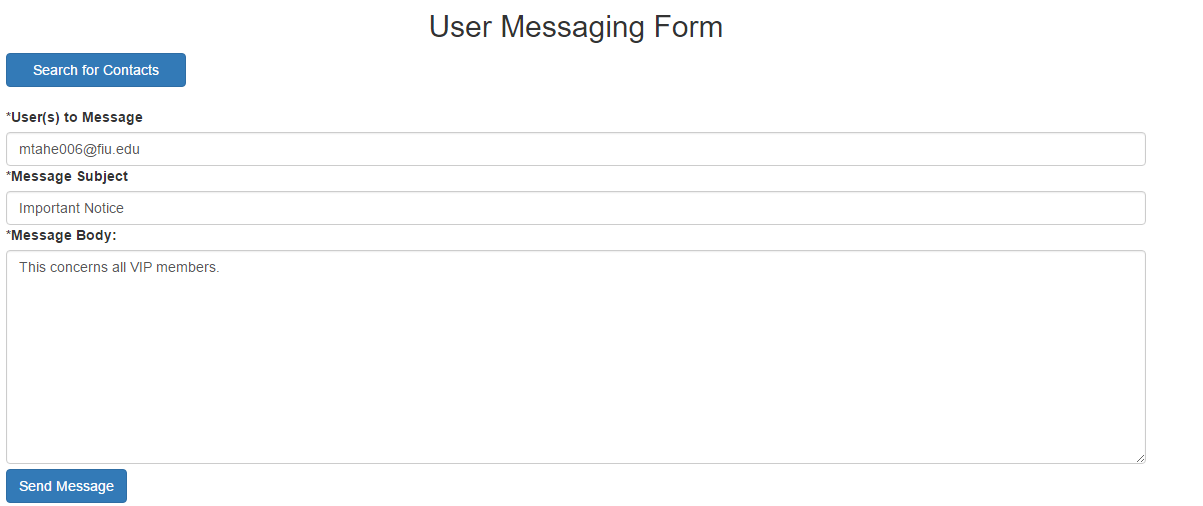 User Messaging Form
Search for Contacts
*User(s) to Message
mtahe006@fiu.edu
*Message Subject
Important Notice
*Message Body:
This concerns all VIP members.
Send Message